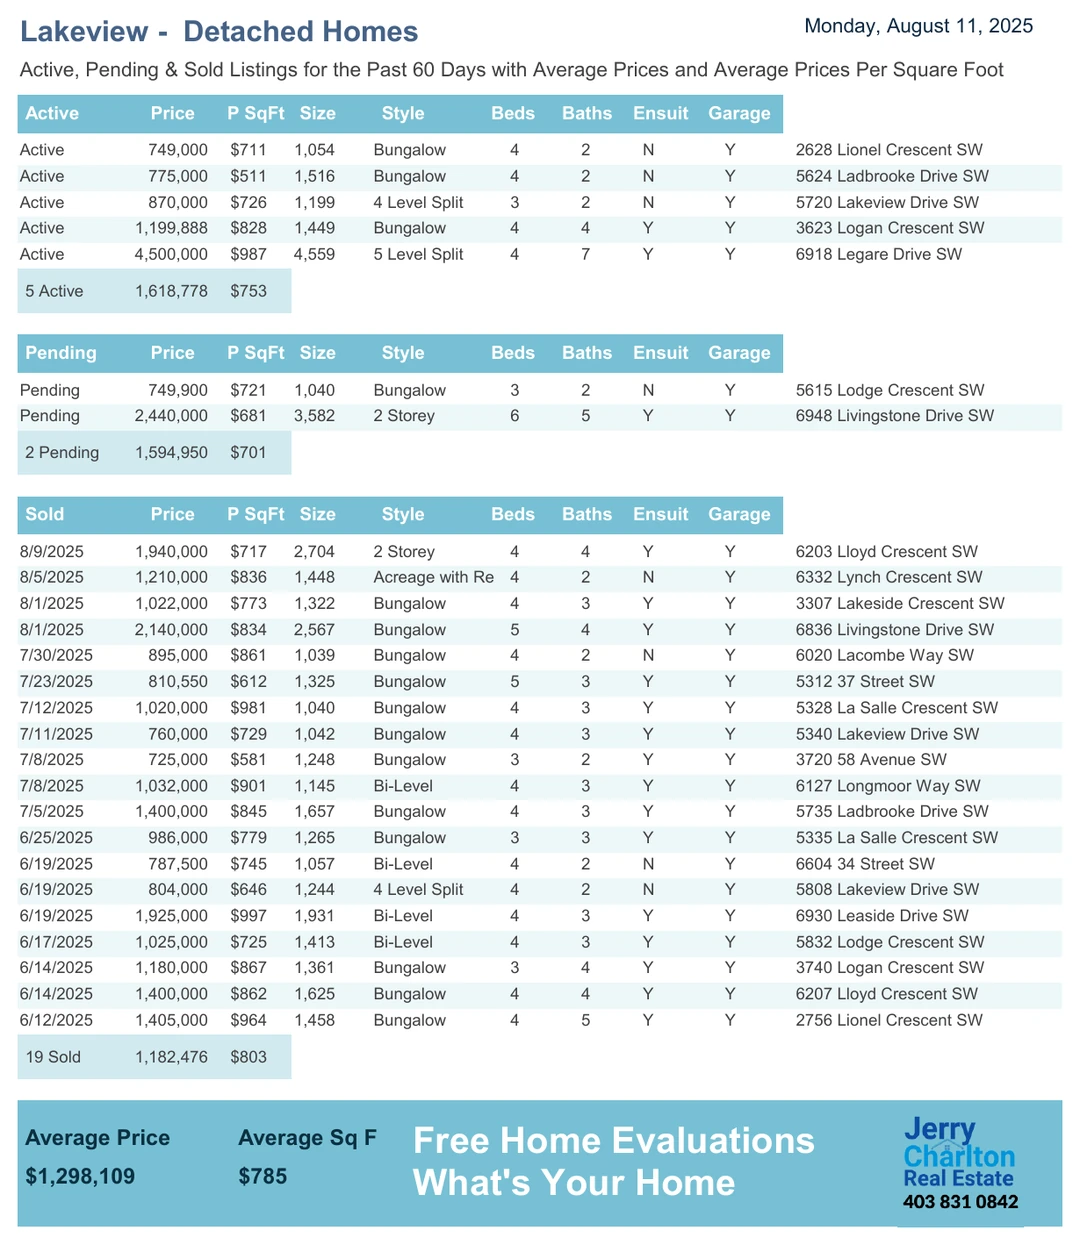 Lakeview - Detached Homes
Monday, August 11, 2025
Active, Pending & Sold Listings for the Past 60 Days with Average Prices and Average Prices Per Square Foot
Active Price P SqFt Size Style Beds Baths Ensuit Garage
Active 749,000 $711 1,054 Bungalow 4 2 N Y 2628 Lionel Crescent SW
Active 775,000 $511 1,516 Bungalow 4 2 N Y 5624 Ladbrooke Drive SW
Active 870,000 $726 1,199 4 Level Split 3 2 N Y 5720 Lakeview Drive SW
Active 1,199,888 $828 1,449 Bungalow 4 4 Y Y 3623 Logan Crescent SW
Active 4,500,000 $987 4,559 5 Level Split 4 7 Y Y 6918 Legare Drive SW
5 Active 1,618,778 $753
Pending Price P SqFt Size Style Beds Baths Ensuit Garage
Pending 749,900 $721 1,040 Bungalow 3 2 N Y 5615 Lodge Crescent SW
Pending 2,440,000 $681 3,582 2 Storey 6 5 Y Y 6948 Livingstone Drive SW
2 Pending 1,594,950 $701
Sold Price P SqFt Size Style Beds Baths Ensuit Garage
8/9/2025 1,940,000 $717 2,704 2 Storey 4 4 Y Y 6203 Lloyd Crescent SW
8/5/2025 1,210,000 $836 1,448 Acreage with Re 4 2 N Y 6332 Lynch Crescent SW
8/1/2025 1,022,000 $773 1,322 Bungalow 4 3 Y Y 3307 Lakeside Crescent SW
8/1/2025 2,140,000 $834 2,567 Bungalow 5 4 Y Y 6836 Livingstone Drive SW
7/30/2025 895,000 $861 1,039 Bungalow 4 2 N Y 6020 Lacombe Way SW
7/23/2025 810,550 $612 1,325 Bungalow 5 3 Y Y 5312 37 Street SW
7/12/2025 1,020,000 $981 1,040 Bungalow 4 3 Y Y 5328 La Salle Crescent SW
7/11/2025 760,000 $729 1,042 Bungalow 4 3 Y Y 5340 Lakeview Drive SW
7/8/2025 725,000 $581 1,248 Bungalow 3 2 Y Y 3720 58 Avenue SW
7/8/2025 1,032,000 $901 1,145 Bi-Level 4 3 Y Y 6127 Longmoor Way SW
7/5/2025 1,400,000 $845 1,657 Bungalow 4 3 Y Y 5735 Ladbrooke Drive SW
6/25/2025 986,000 $779 1,265 Bungalow 3 3 Y Y 5335 La Salle Crescent SW
6/19/2025 787,500 $745 1,057 Bi-Level 4 2 N Y 6604 34 Street SW
6/19/2025 804,000 $646 1,244 4 Level Split 4 2 N Y 5808 Lakeview Drive SW
6/19/2025 1,925,000 $997 1,931 Bi-Level 4 3 Y Y 6930 Leaside Drive SW
6/17/2025 1,025,000 $725 1,413 Bi-Level 4 3 Y Y 5832 Lodge Crescent SW
6/14/2025 1,180,000 $867 1,361 Bungalow 3 4 Y Y 3740 Logan Crescent SW
6/14/2025 1,400,000 $862 1,625 Bungalow 4 4 Y Y 6207 Lloyd Crescent SW
6/12/2025 1,405,000 $964 1,458 Bungalow 4 5 Y Y 2756 Lionel Crescent SW
19 Sold 1,182,476 $803
Average Price Average Sq F
$1,298,109 $785
Free Home Evaluations
What's Your Home
Jerry
Charlton
Real Estate
403 831 0842